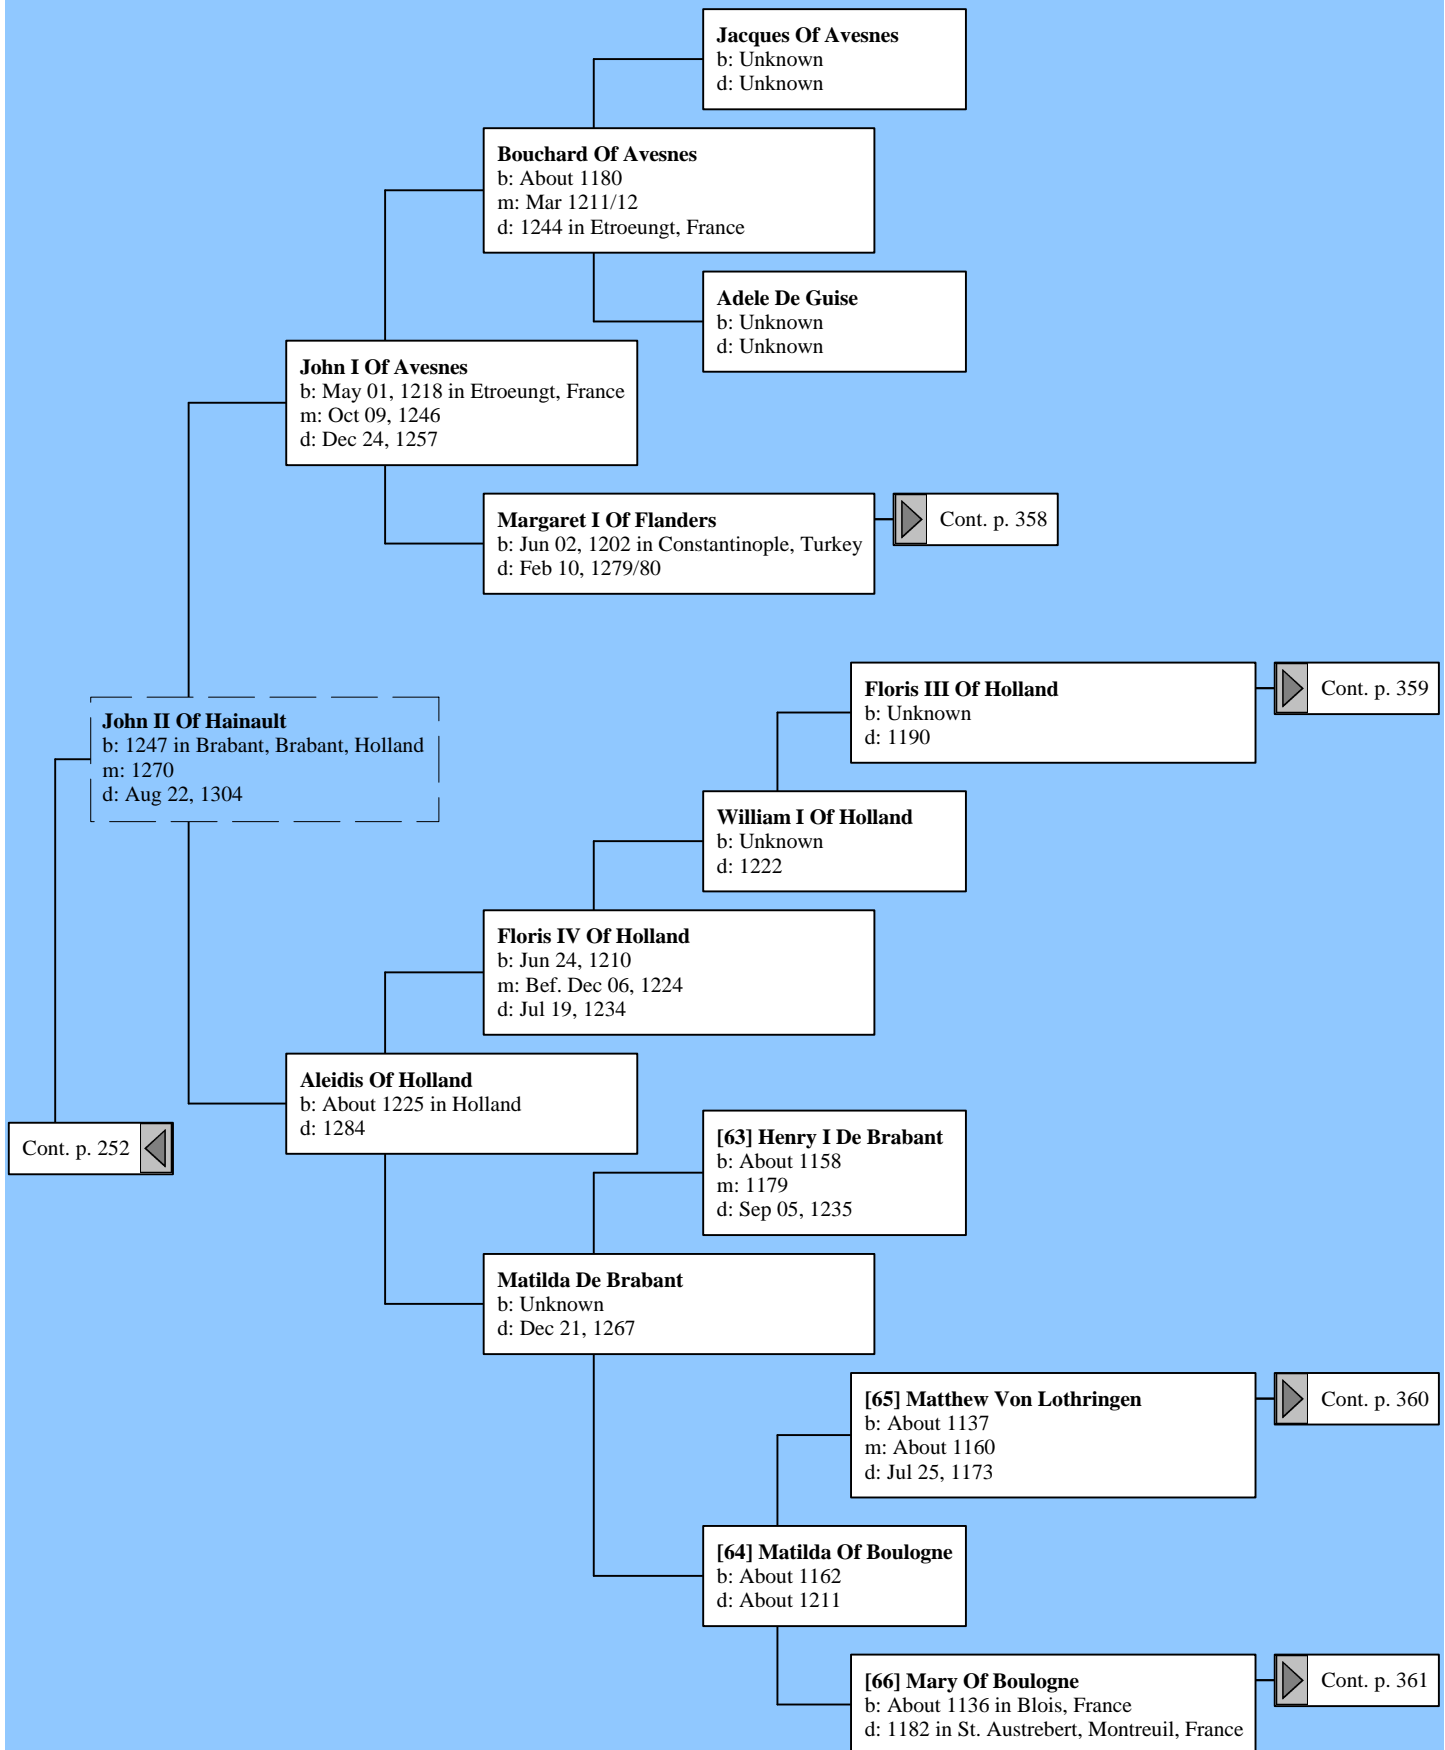 Jacques Of Avesnes
b: Unknown
d: Unknown
Bouchard Of Avesnes
b: About 1180
m: Mar 1211/12
d: 1244 in Etroeungt, France
Adele De Guise
b: Unknown
d: Unknown
John I Of Avesnes
b: May 01, 1218 in Etroeungt, France
m: Oct 09, 1246
d: Dec 24, 1257
Margaret I Of Flanders
b: Jun 02, 1202 in Constantinople, Turkey
d: Feb 10, 1279/80
Cont. p. 358
Floris III Of Holland
b: Unknown
d: 1190
Cont. p. 359
John II Of Hainault
b: 1247 in Brabant, Brabant, Holland
m: 1270
d: Aug 22, 1304
William I Of Holland
b: Unknown
d: 1222
Floris IV Of Holland
b: Jun 24, 1210
m: Bef. Dec 06, 1224
d: Jul 19, 1234
Aleidis Of Holland
b: About 1225 in Holland
d: 1284
Cont. p. 252
[63] Henry I De Brabant
b: About 1158
m: 1179
d: Sep 05, 1235
Matilda De Brabant
b: Unknown
d: Dec 21, 1267
[65] Matthew Von Lothringen
b: About 1137
m: About 1160
d: Jul 25, 1173
Cont. p. 360
[64] Matilda Of Boulogne
b: About 1162
d: About 1211
[66] Mary Of Boulogne
b: About 1136 in Blois, France
d: 1182 in St. Austrebert, Montreuil, France
Cont. p. 361